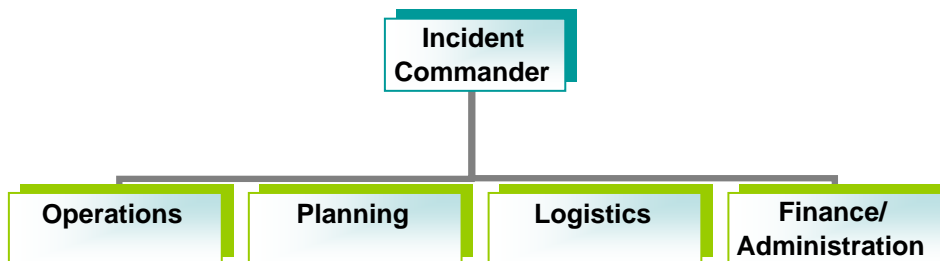 Incident
Commander
Operations
Planning
Logistics
Finance/
Administration